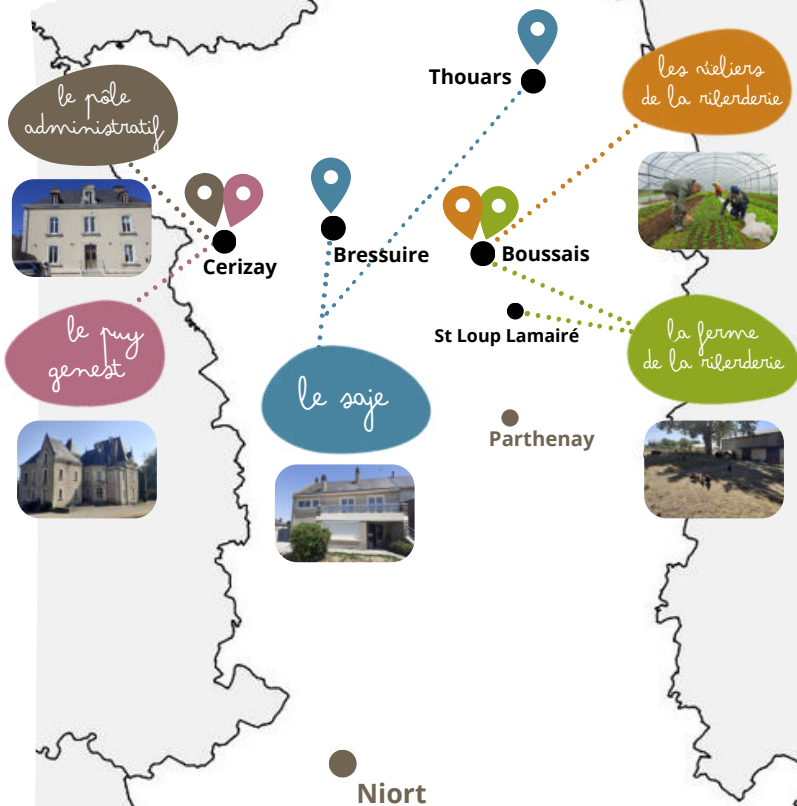 Thouars
les ateliers
de la riberderie
le pôle
administratif
Cerizay
Bressuire
Boussais
St Loup Lamairé
le puy
genest
le saje
la ferme
de la riberderie
Parthenay
Niort